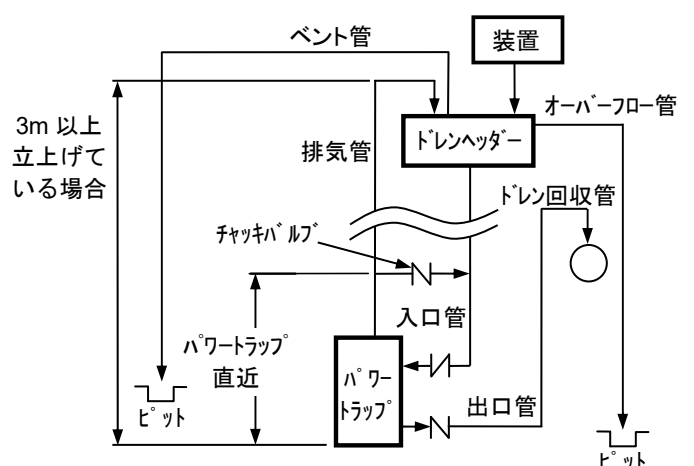 ベント管
装置
オーバーフロー管
3m 以上
立上げて
いる場合
排気管
ﾄﾞﾚﾝﾍｯﾀﾞｰ
ﾄﾞﾚﾝ回収管
ﾁｬｯｷﾊﾞﾙﾌﾞ
入口管
ﾊﾟﾜｰﾄﾗｯﾌﾟ
直近
ﾊﾟﾜｰ
ﾄﾗｯﾌﾟ
出口管
ﾋﾟｯﾄ
ﾋﾟｯﾄ